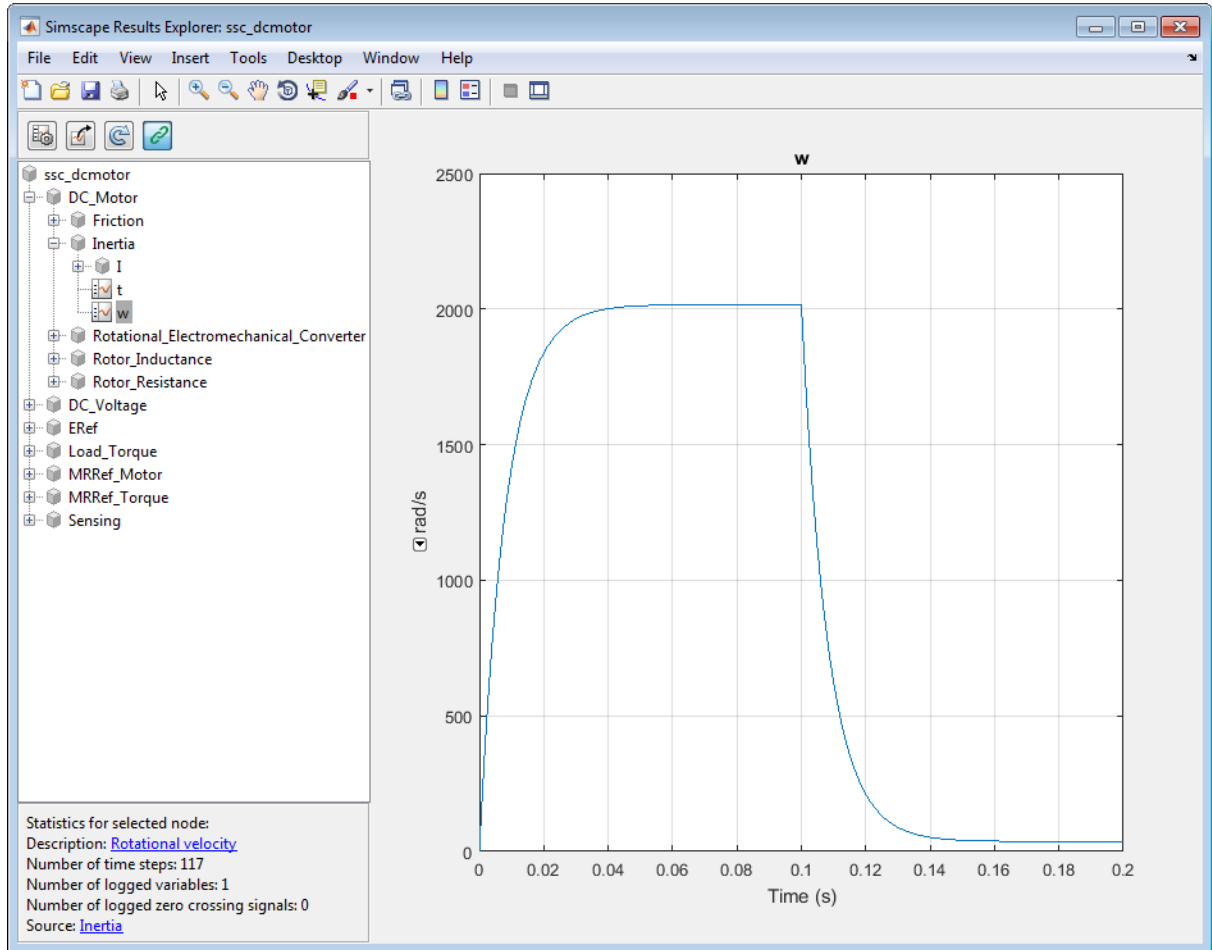 Simscape Results Explorer: ssc_dcmotor
File Edit View Insert Tools Desktop Window Help
ssc_dcmotor
DC_Motor
Friction
Inertia
I
t
w
Rotational_Electromechanical_Converter
Rotor_Inductance
Rotor_Resistance
DC_Voltage
ERef
Load_Torque
MRRef_Motor
MRRef_Torque
Sensing
Statistics for selected node:
Description: Rotational velocity
Number of time steps: 117
Number of logged variables: 1
Number of logged zero crossing signals: 0
Source: Inertia
w
2500
2000
1500
1000
500
0
rad/s
0 0.02 0.04 0.06 0.08 0.1 0.12 0.14 0.16 0.18 0.2
Time (s)